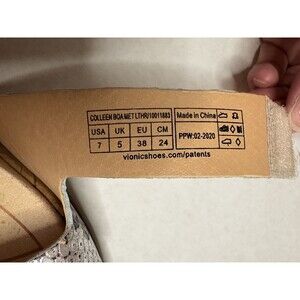 COLLEEN BOA MET LTHR/10011883
USA UK EU CM
7 5 38 24
Made in China
PPW:02-2020
vionicshoes.com/patents